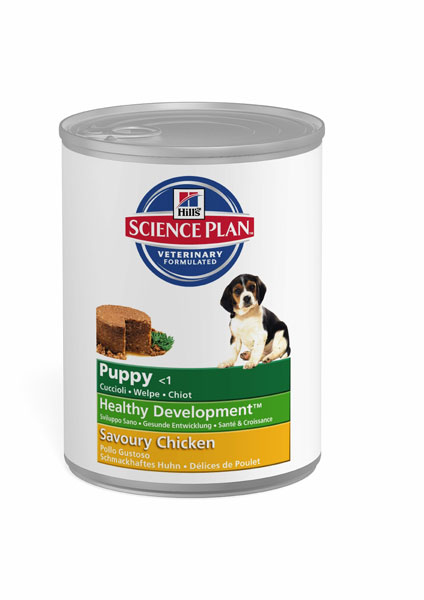 Hill's
SCIENCE PLAN™
VETERINARY
FORMULATED
Puppy <1
Cuccioli • Welpe • Chiot
Healthy Development™
Sviluppo Sano • Gesunde Entwicklung • Santé & Croissance
Savoury Chicken
Pollo Gustoso
Schmackhaftes Huhn • Délices de Poulet